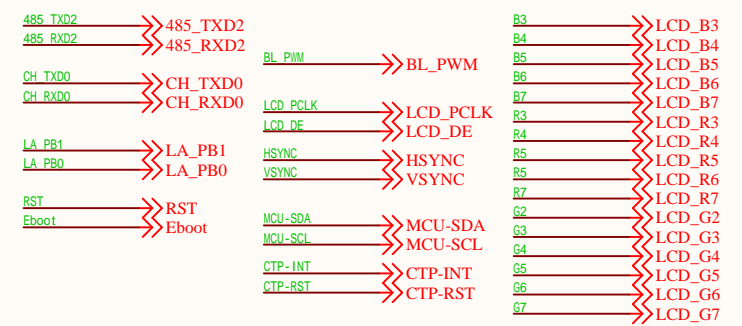 485_TXD2 485_TXD2
485_RXD2 485_RXD2
CH_TXD0 CH_TXD0
CH_RXD0 CH_RXD0
LA_PB1 LA_PB1
LA_PB0 LA_PB0
RST RST
Eboot Eboot
BL_PWM BL_PWM
LCD_PCLK LCD_PCLK
LCD_DE LCD_DE
HSYNC HSYNC
VSYNC VSYNC
MCU-SDA MCU-SDA
MCU-SCL MCU-SCL
CTP-INT CTP-INT
CTP-RST CTP-RST
B3 LCD_B3
B4 LCD_B4
B5 LCD_B5
B6 LCD_B6
B7 LCD_B7
R3 LCD_R3
R4 LCD_R4
R5 LCD_R5
R5 LCD_R6
R7 LCD_R7
G2 LCD_G2
G3 LCD_G3
G4 LCD_G4
G5 LCD_G5
G6 LCD_G6
G7 LCD_G7